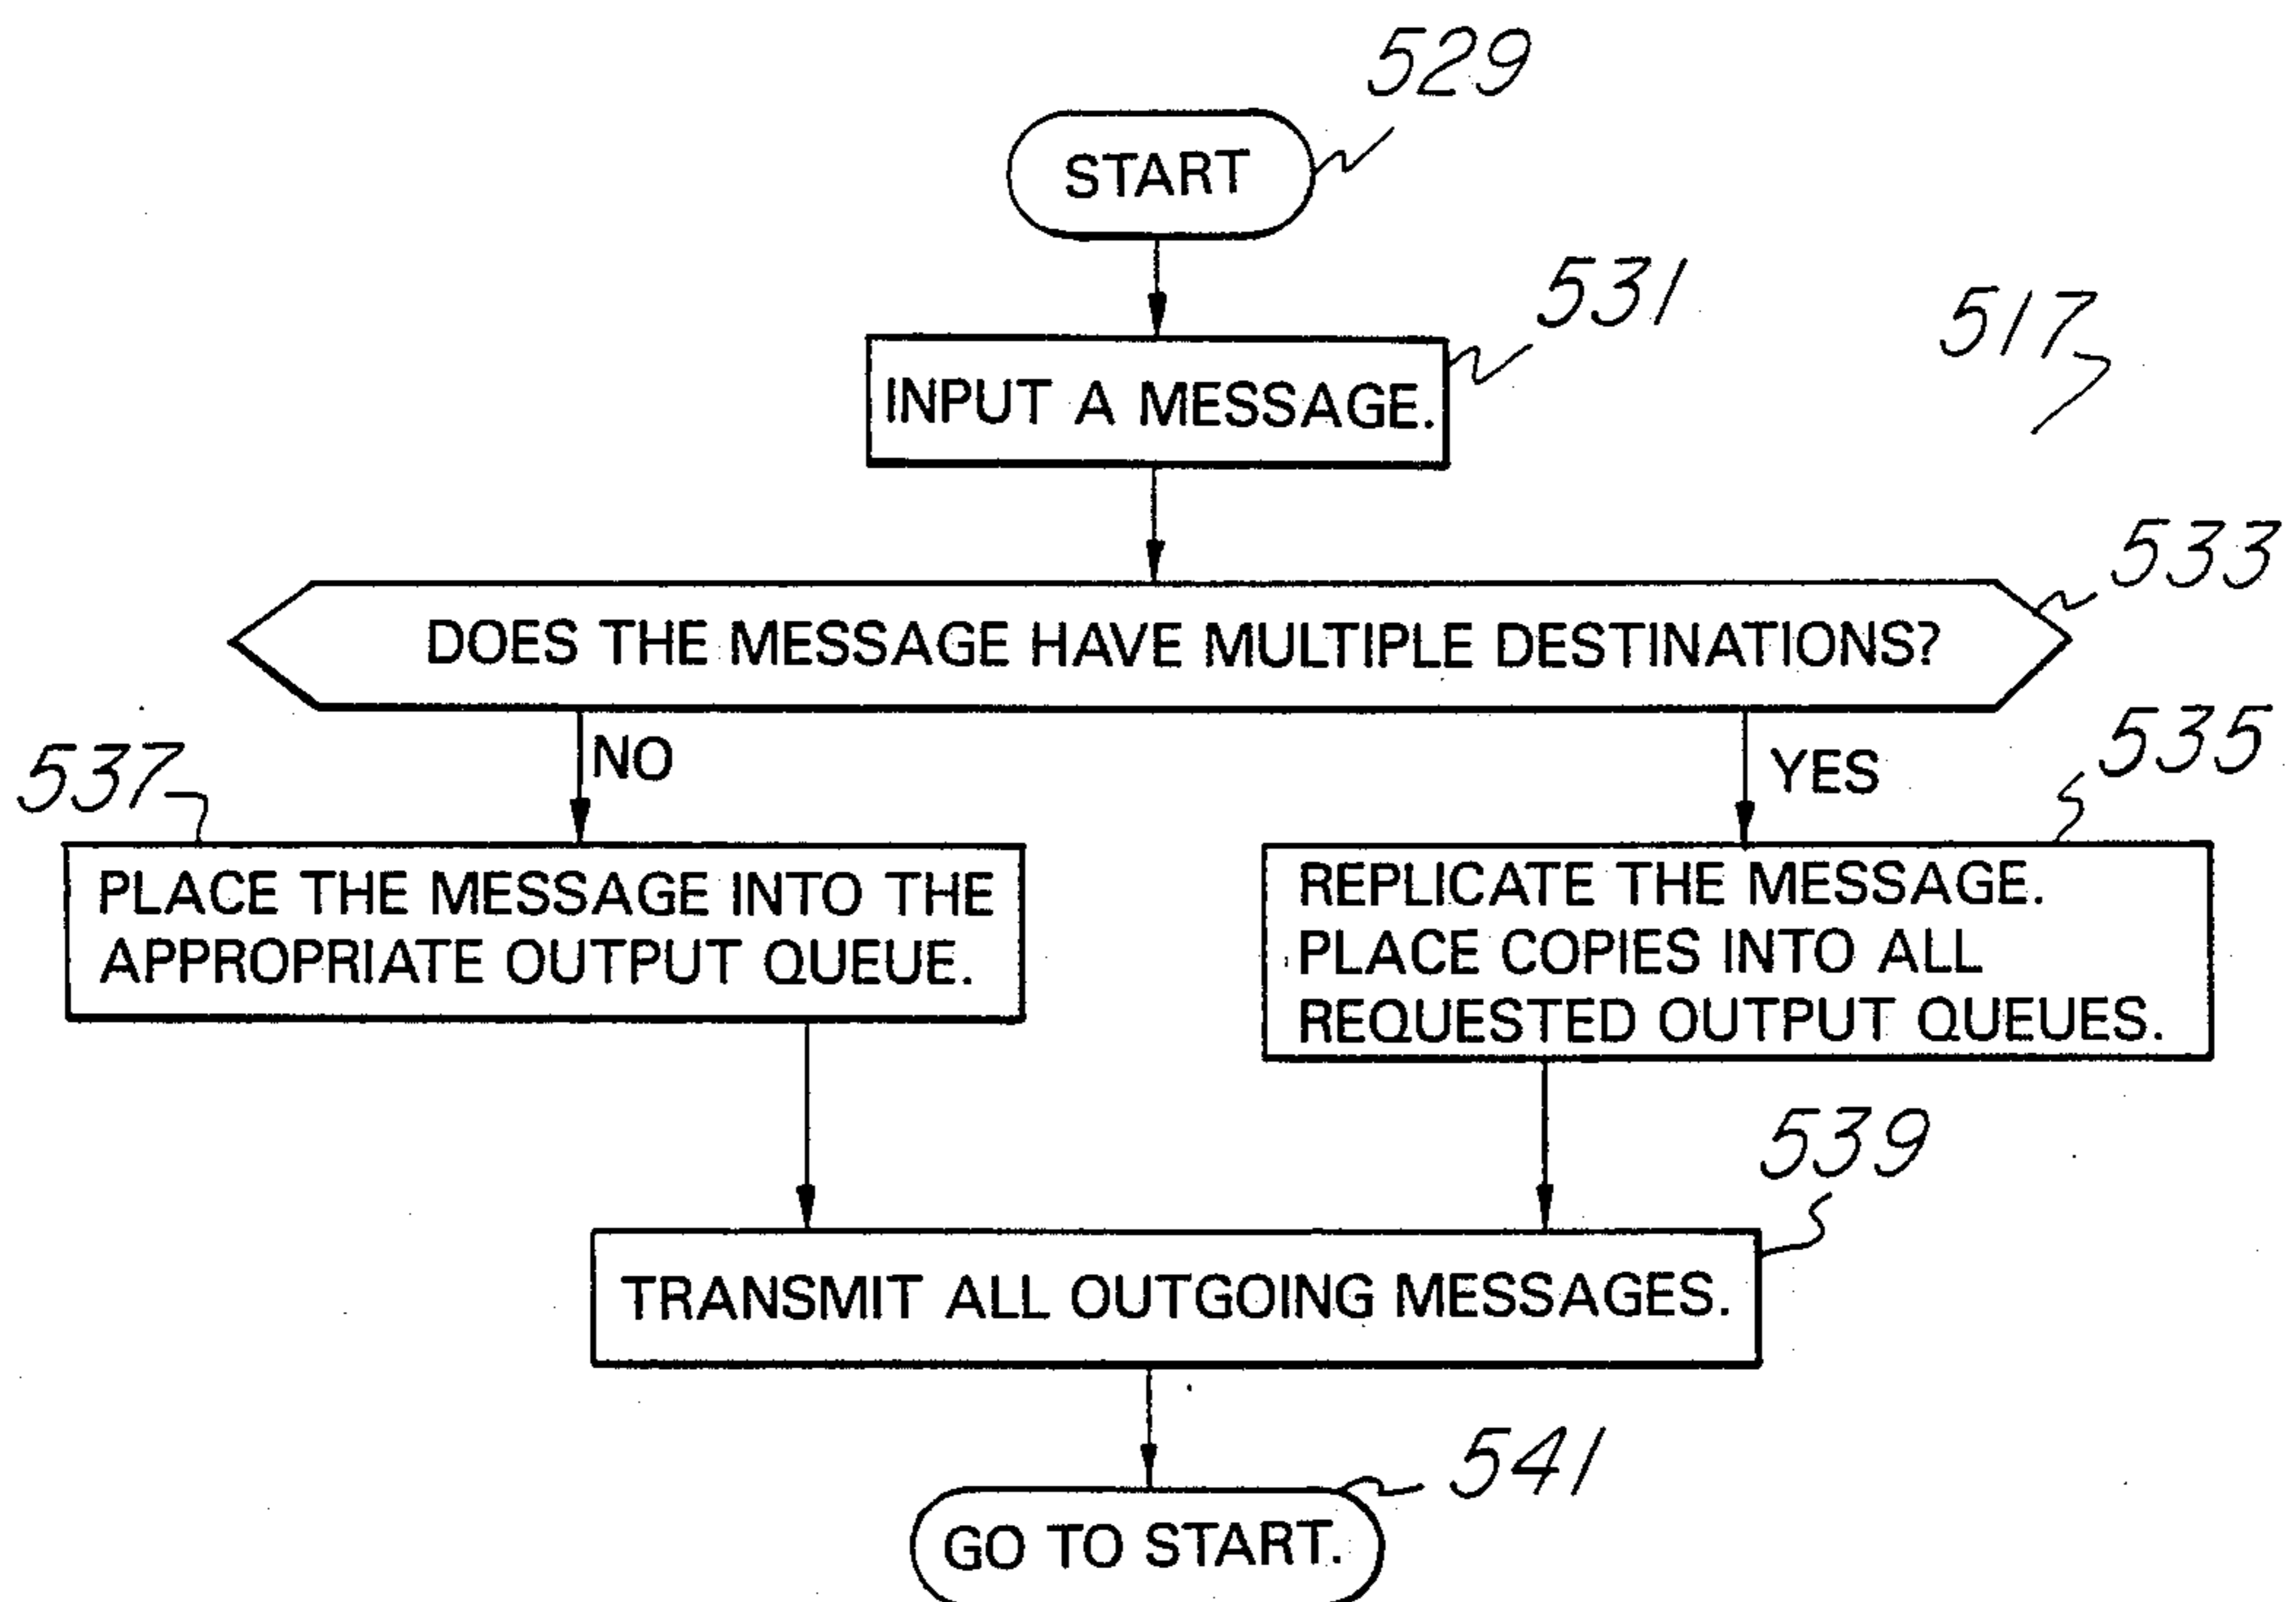 529
START
531
INPUT A MESSAGE.
517
533
DOES THE MESSAGE HAVE MULTIPLE DESTINATIONS?
537
NO
YES
535
PLACE THE MESSAGE INTO THE
APPROPRIATE OUTPUT QUEUE.
REPLICATE THE MESSAGE.
PLACE COPIES INTO ALL
REQUESTED OUTPUT QUEUES.
539
TRANSMIT ALL OUTGOING MESSAGES.
541
GO TO START.